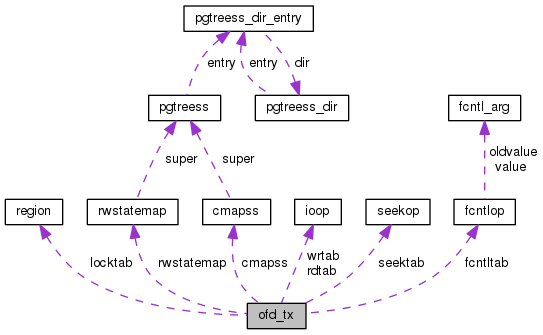 pgtreess_dir_entry
entry
entry
dir
pgtreess
pgtreess_dir
fcntl_arg
super
super
oldvalue
value
region
rwstatemap
cmapss
ioop
seekop
fcntlop
locktab
rwstatemap
cmapss
wrtab
rdtab
seektab
fcntltab
ofd_tx